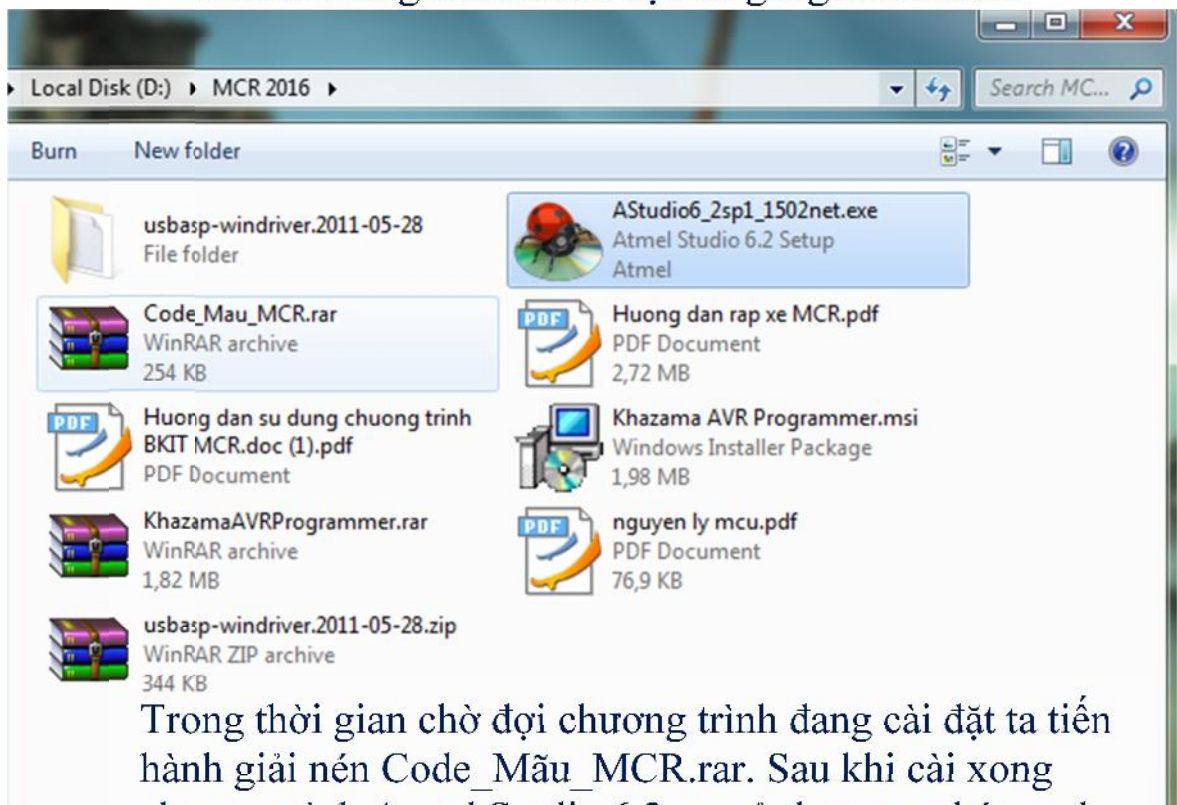 Local Disk (D:) MCR 2016
Search MC...
Burn New folder
usbasp-windriver.2011-05-28
File folder
AStudio6_2sp1_1502net.exe
Atmel Studio 6.2 Setup
Atmel
Code_Mau_MCR.rar
WinRAR archive
254 KB
Huong dan rap xe MCR.pdf
PDF Document
2,72 MB
Huong dan su dung chuong trinh
BKIT MCR.doc (1).pdf
PDF Document
Khazama AVR Programmer.msi
Windows Installer Package
1,98 MB
KhazamaAVRProgrammer.rar
WinRAR archive
1,82 MB
nguyen ly mcu.pdf
PDF Document
76,9 KB
usbasp-windriver.2011-05-28.zip
WinRAR ZIP archive
344 KB
Trong thời gian chờ đợi chương trình đang cài đặt ta tiến
hành giải nén Code_Mãu_MCR.rar. Sau khi cài xong